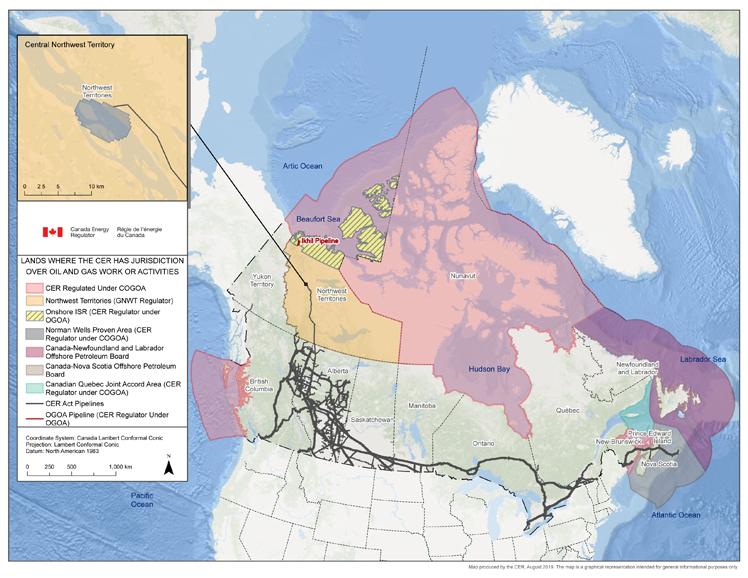 Central Northwest Territory
Northwest
Territories
0 2.5 5 10 km
Canada Energy
Regulator
Régie de l'énergie
du Canada
LANDS WHERE THE CER HAS JURISDICTION
OVER OIL AND GAS WORK OR ACTIVITIES
CER Regulated Under COGOA
Northwest Territories (GNWT Regulator)
Onshore ISR (CER Regulator under
OGOA)
Norman Wells Proven Area (CER
Regulator under COGOA)
Canada-Newfoundland and Labrador
Offshore Petroleum Board
Canada-Nova Scotia Offshore Petroleum
Board
Canadian Quebec Joint Accord Area (CER
Regulator under COGOA)
CER Act Pipelines
OGOA Pipeline (CER Regulator Under
OGOA)
Coordinate System: Canada Lambert Conformal Conic
Projection: Lambert Conformal Conic
Datum: North American 1983
N
0 250 500 1,000 km
Artic Ocean
Beaufort Sea
Ikhil Pipeline
Yukon
Territory
Northwest
Territories
Nunavut
Hudson Bay
Labrador Sea
Newfoundland
and Labrador
British
Columbia
Alberta
Saskatchewan
Manitoba
Ontario
Québec
Prince Edward
Island
New Brunswick
Nova Scotia
Pacific
Ocean
Atlantic Ocean
Map produced by the CER, August 2019. The map is a graphical representation intended for general informational purposes only.